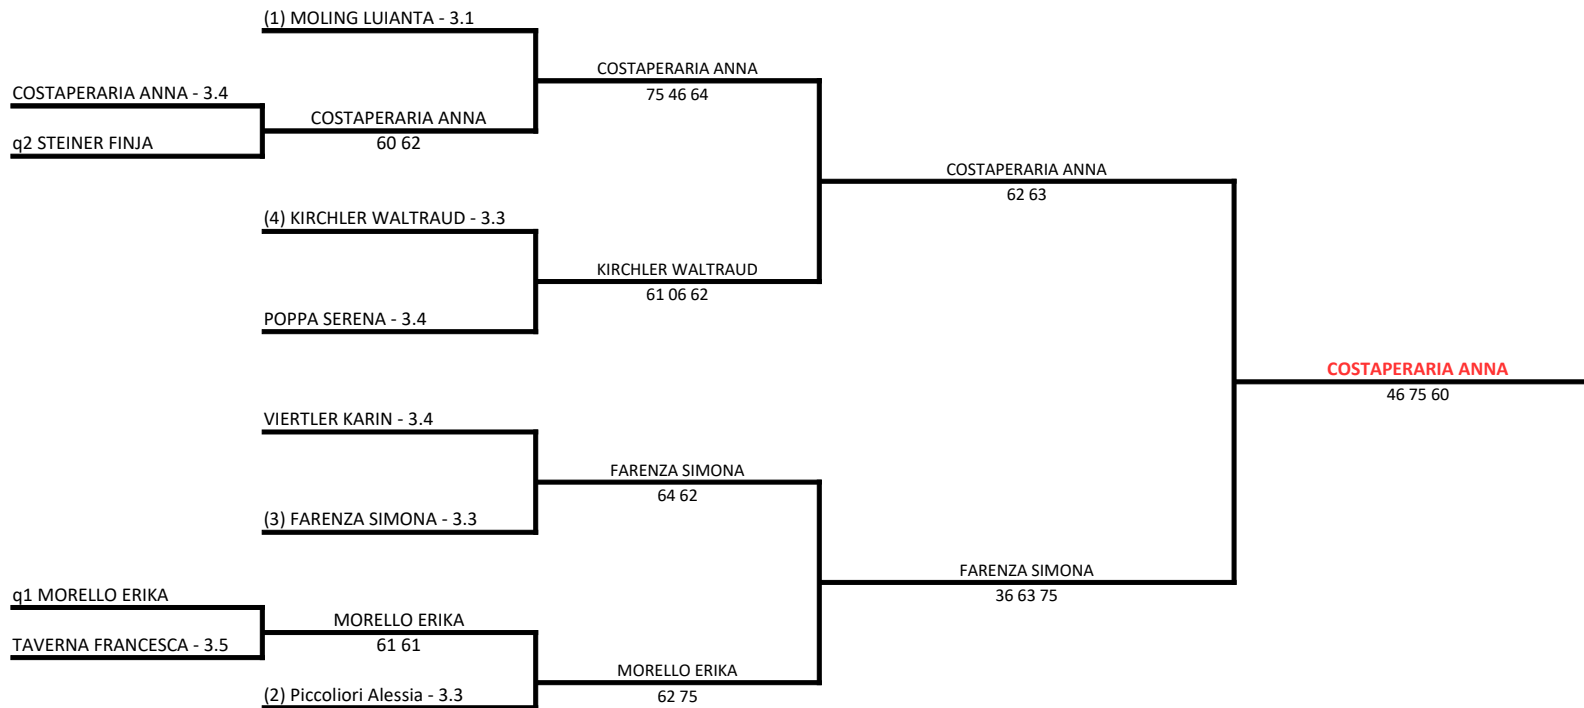 (1) MOLING LUIANTA - 3.1
COSTAPERARIA ANNA
75 46 64
COSTAPERARIA ANNA - 3.4
COSTAPERARIA ANNA
q2 STEINER FINJA
60 62
COSTAPERARIA ANNA
62 63
(4) KIRCHLER WALTRAUD - 3.3
KIRCHLER WALTRAUD
61 06 62
POPPA SERENA - 3.4
COSTAPERARIA ANNA
46 75 60
VIERTLER KARIN - 3.4
FARENZA SIMONA
64 62
(3) FARENZA SIMONA - 3.3
FARENZA SIMONA
36 63 75
q1 MORELLO ERIKA
MORELLO ERIKA
TAVERNA FRANCESCA - 3.5
61 61
MORELLO ERIKA
62 75
(2) Piccoliori Alessia - 3.3